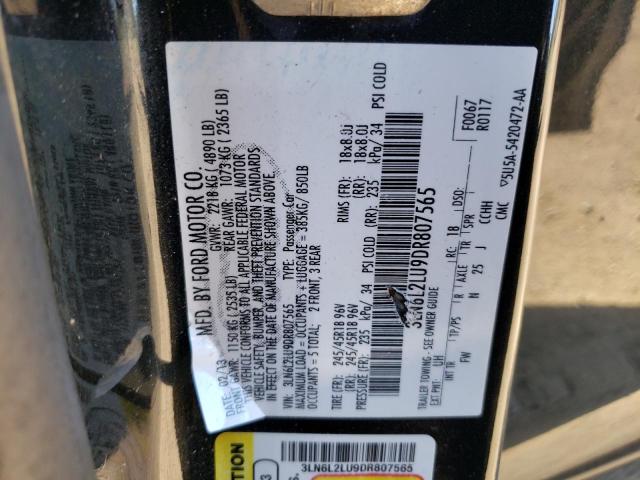 MFD. BY FORD MOTOR CO.
DATE: 02/13 GVWR: 2218 KG ( 4890 LB)
FRONT GAWR: 1150 KG ( 2535 LB) REAR GAWR: 1073 KG ( 2365 LB)
THIS VEHICLE CONFORMS TO ALL APPLICABLE FEDERAL MOTOR
VEHICLE SAFETY, BUMPER, AND THEFT PREVENTION STANDARDS
IN EFFECT ON THE DATE OF MANUFACTURE SHOWN ABOVE.
VIN: 3LN6L2LU9DR807565 TYPE: Passenger Car
MAXIMUM LOAD = OCCUPANTS + LUGGAGE = 385KG/ 850LB
OCCUPANTS = 5 TOTAL: 2 FRONT, 3 REAR
TIRE (FR): 245/45R18 96V RIMS (FR): 18x8.0J
(RR): 245/45R18 96V (RR): 18x8.0J
PRESSURE (FR): 235 kPa/ 34 PSI COLD (RR): 235 kPa/ 34 PSI COLD
3LN6L2LU9DR807565
TRAILER TOWING - SEE OWNER GUIDE
EXT PNT: UH RC: 18 DSO: F0067
R0117
INT TR TP/PS R AXLE TR SPR
FW N 25 J CCHH
CMC 5U5A-5420472-AA
3LN6L2LU9DR807565